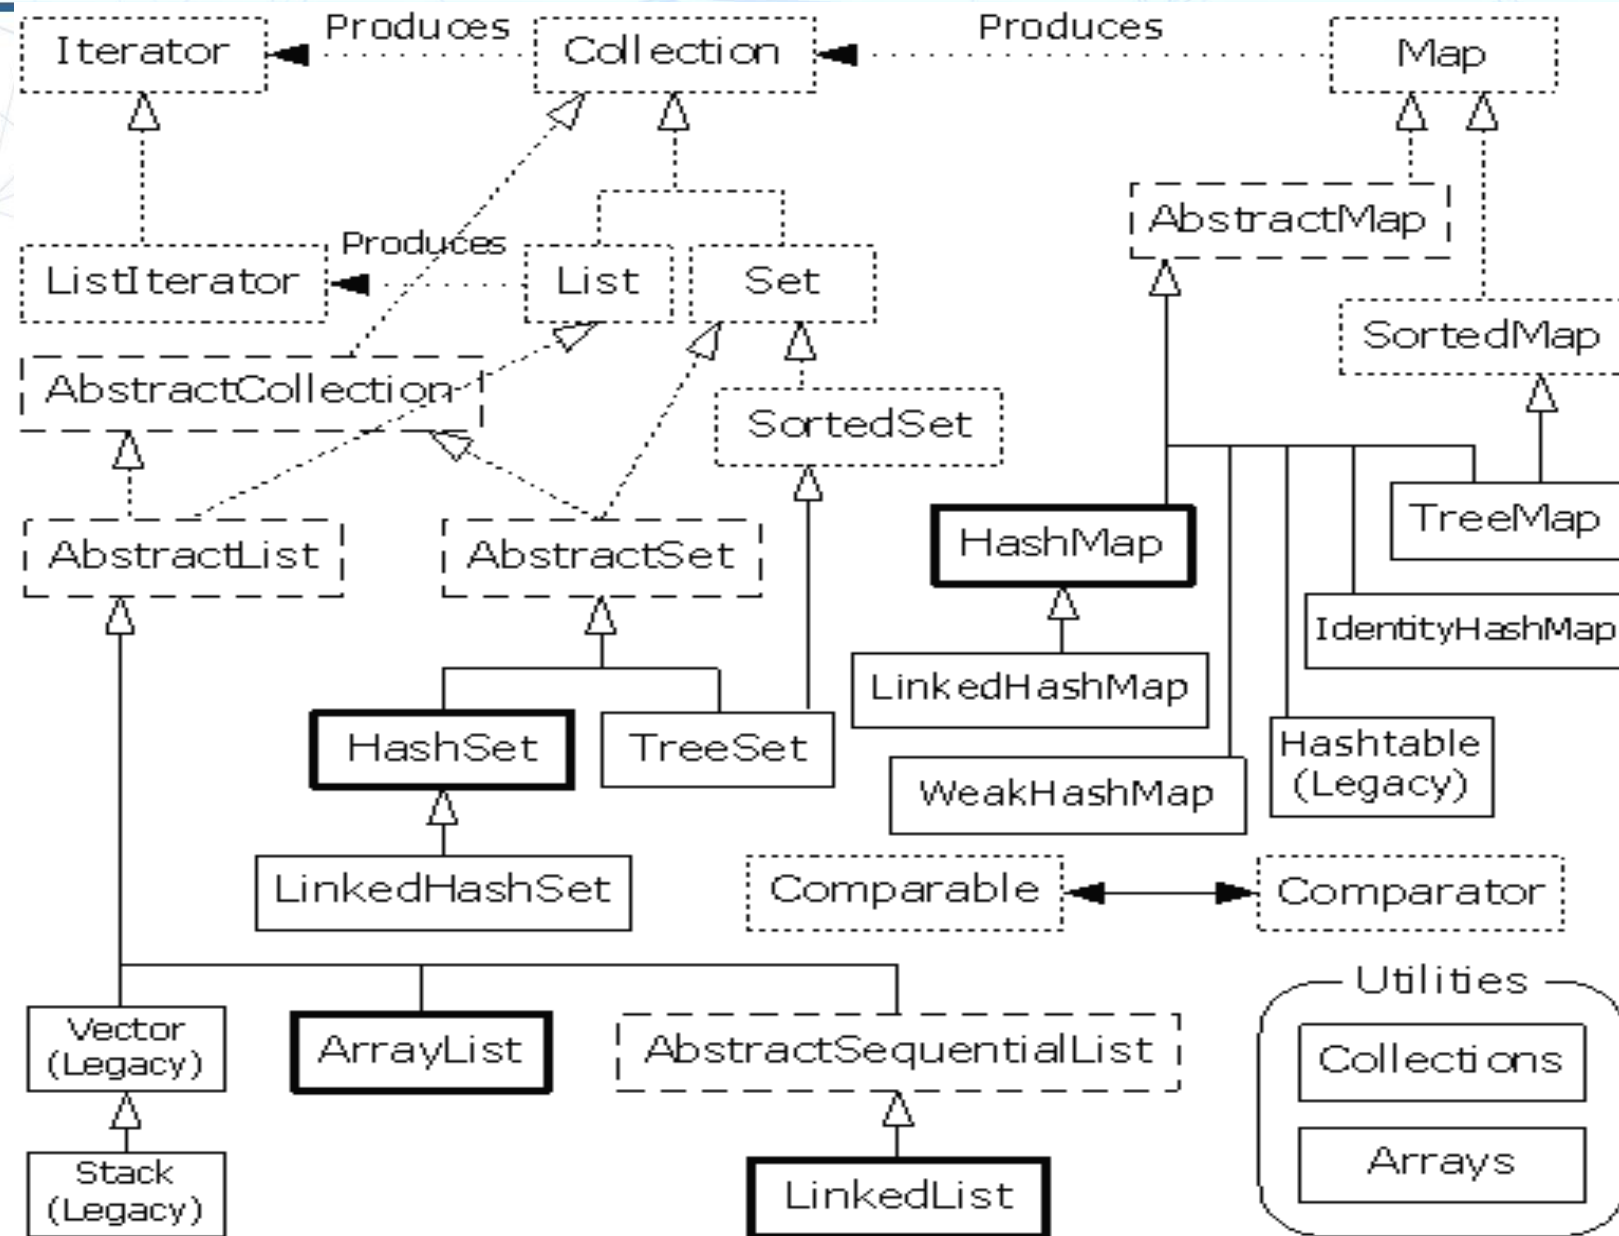 Produces
Produces
Iterator
Collection
Map
AbstractMap
Produces
ListIterator
List
Set
SortedMap
AbstractCollection
SortedSet
TreeMap
HashMap
AbstractList
AbstractSet
IdentityHashMap
LinkedHashMap
HashSet
TreeSet
Hashtable
(Legacy)
WeakHashMap
LinkedHashSet
Comparable
Comparator
Utilities
Vector
(Legacy)
ArrayList
AbstractSequentialList
Collections
Arrays
Stack
(Legacy)
LinkedList